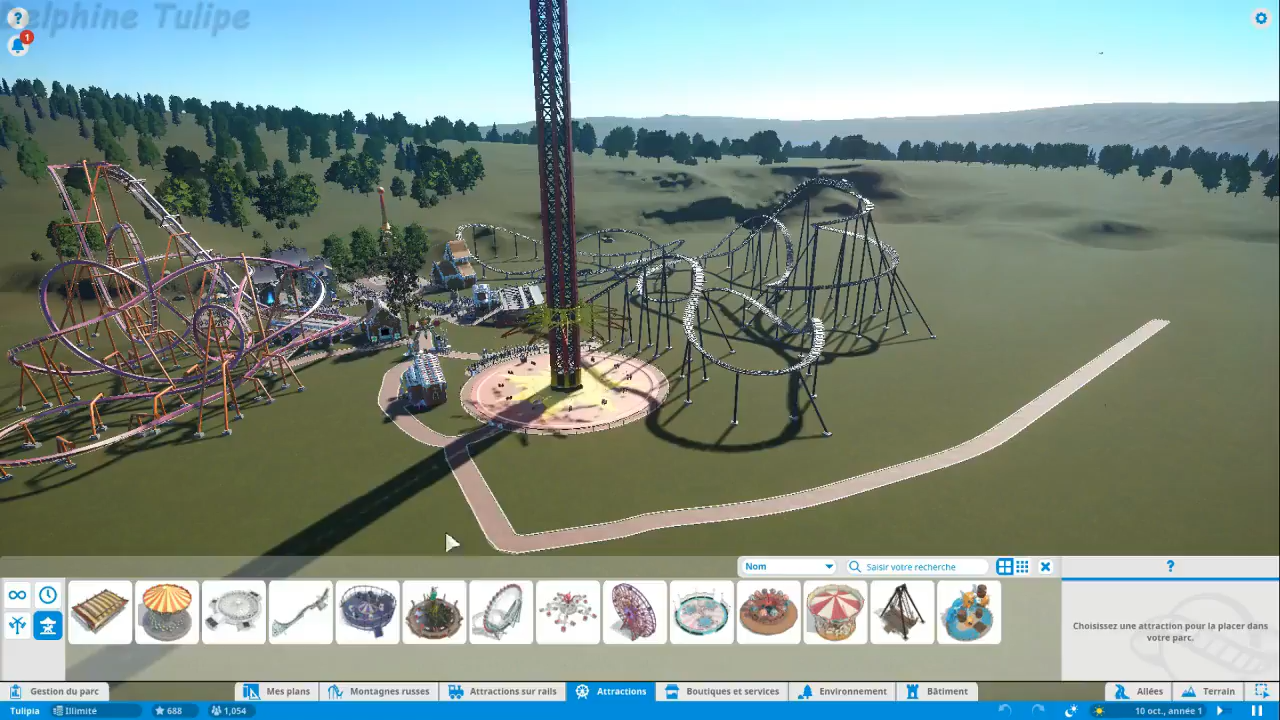 Delphine Tulipe
?
1
Nom
Saisir votre recherche
?
Choisissez une attraction pour la placer dans
votre parc.
Gestion du parc
Mes plans
Montagnes russes
Attractions sur rails
Attractions
Boutiques et services
Environnement
Bâtiment
Allées
Terrain
Tulipia
Illimité
688
1,054
10 oct., année 1